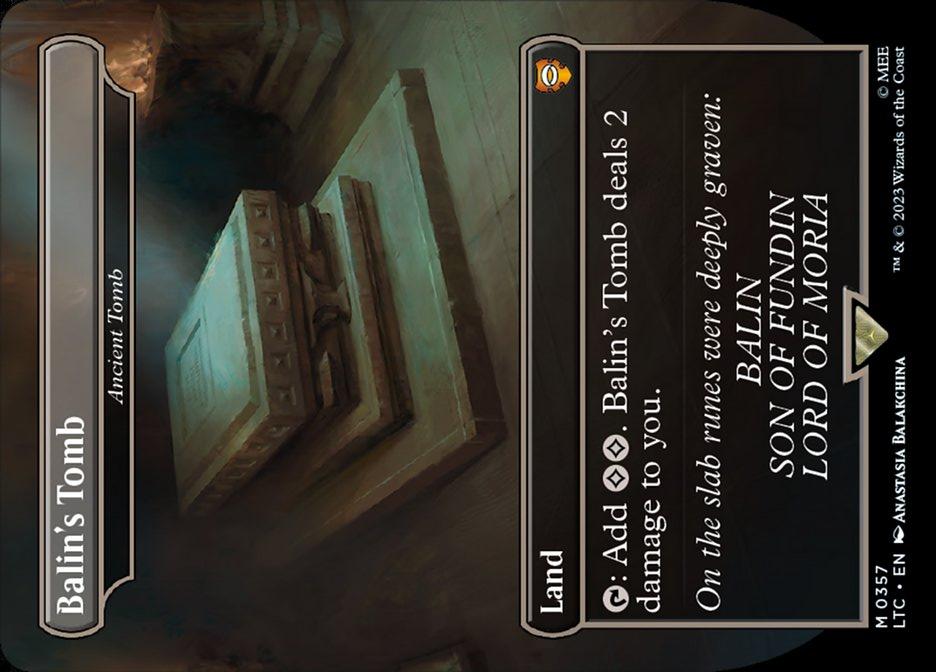 Balin's Tomb
Ancient Tomb
Land
: Add . Balin's Tomb deals 2
damage to you.
On the slab runes were deeply graven:
BALIN
SON OF FUNDIN
LORD OF MORIA
M 0357
LTC • EN ANASTASIA BALAKCHINA
™ & © 2023 Wizards of the Coast
© MEE